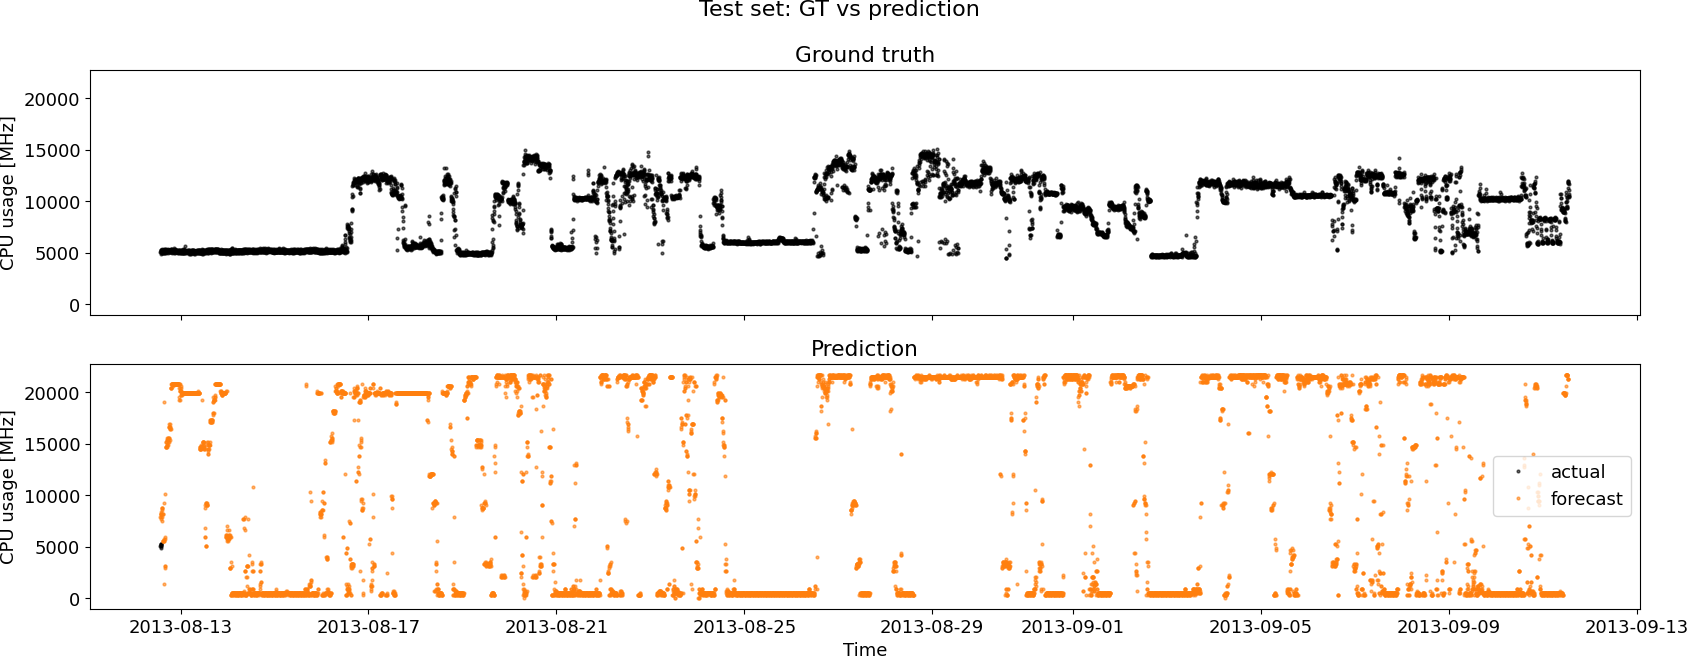 Test set: GT vs prediction
Ground truth
CPU usage [MHz]
20000
15000
10000
5000
0
Prediction
CPU usage [MHz]
20000
15000
10000
5000
0
actual
forecast
2013-08-13 2013-08-17 2013-08-21 2013-08-25 2013-08-29 2013-09-01 2013-09-05 2013-09-09 2013-09-13
Time